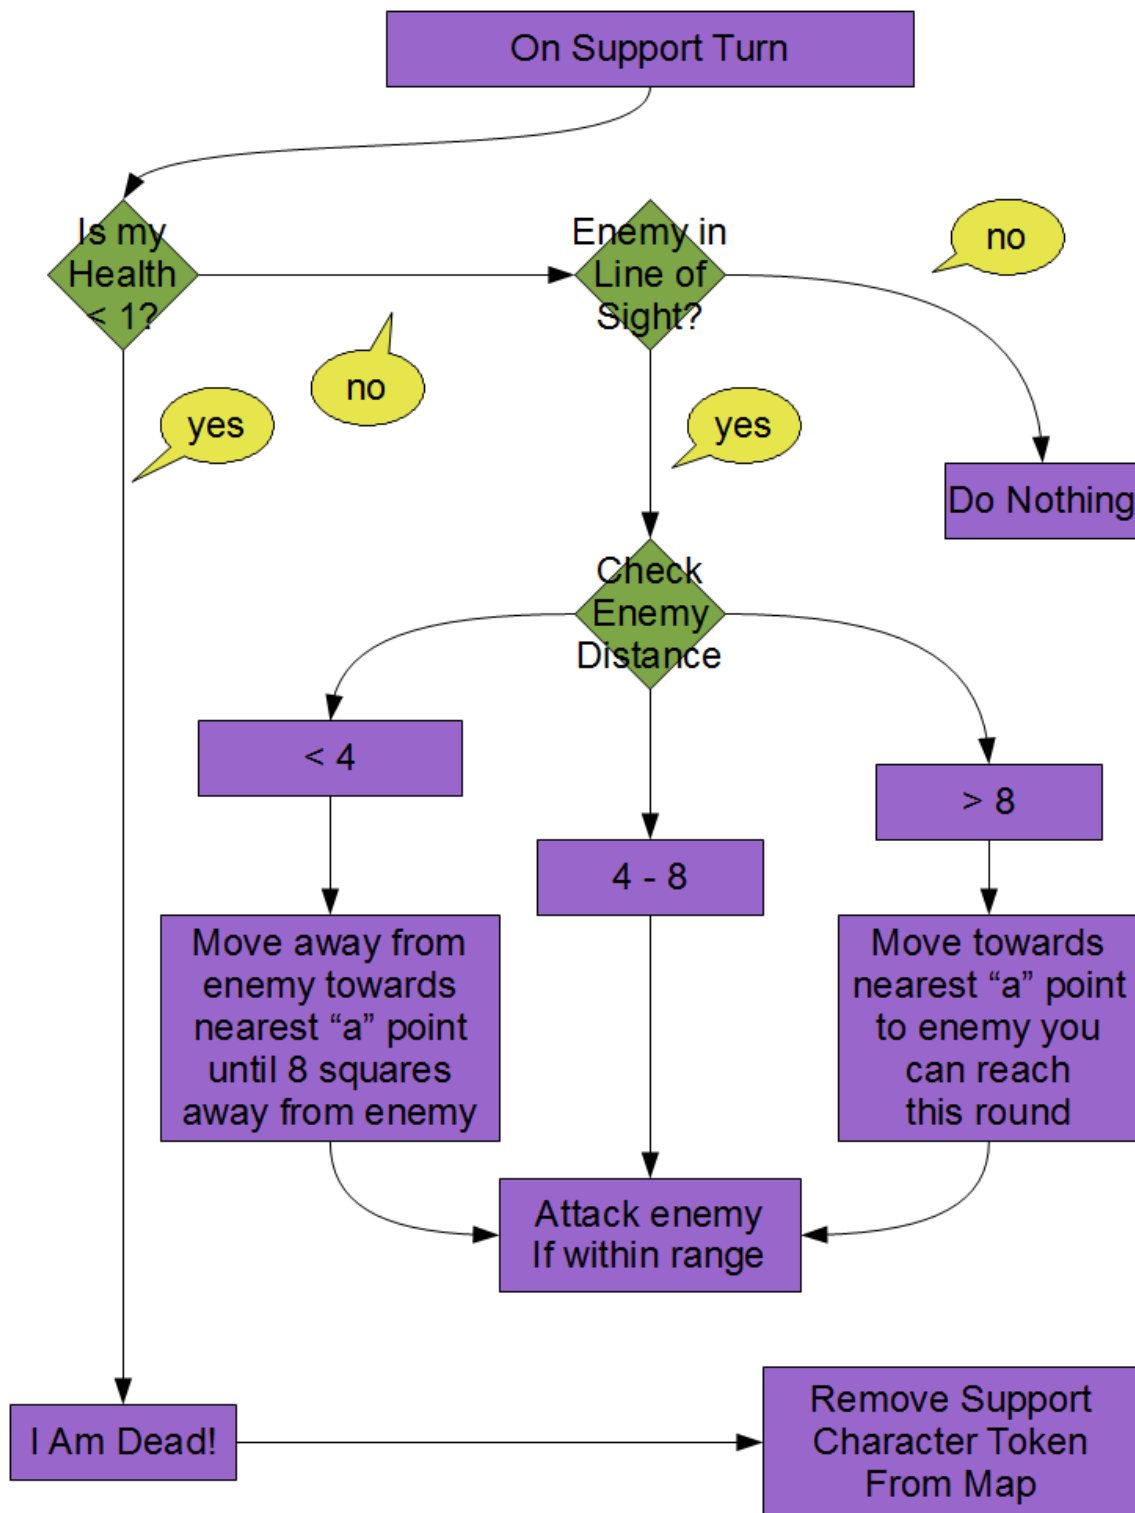 On Support Turn
Is my
Health
< 1?
Enemy in
Line of
Sight?
no
no
yes
yes
Do Nothing
Check
Enemy
Distance
< 4
> 8
4 - 8
Move away from
enemy towards
nearest “a” point
until 8 squares
away from enemy
Move towards
nearest “a” point
to enemy you
can reach
this round
Attack enemy
If within range
I Am Dead!
Remove Support
Character Token
From Map